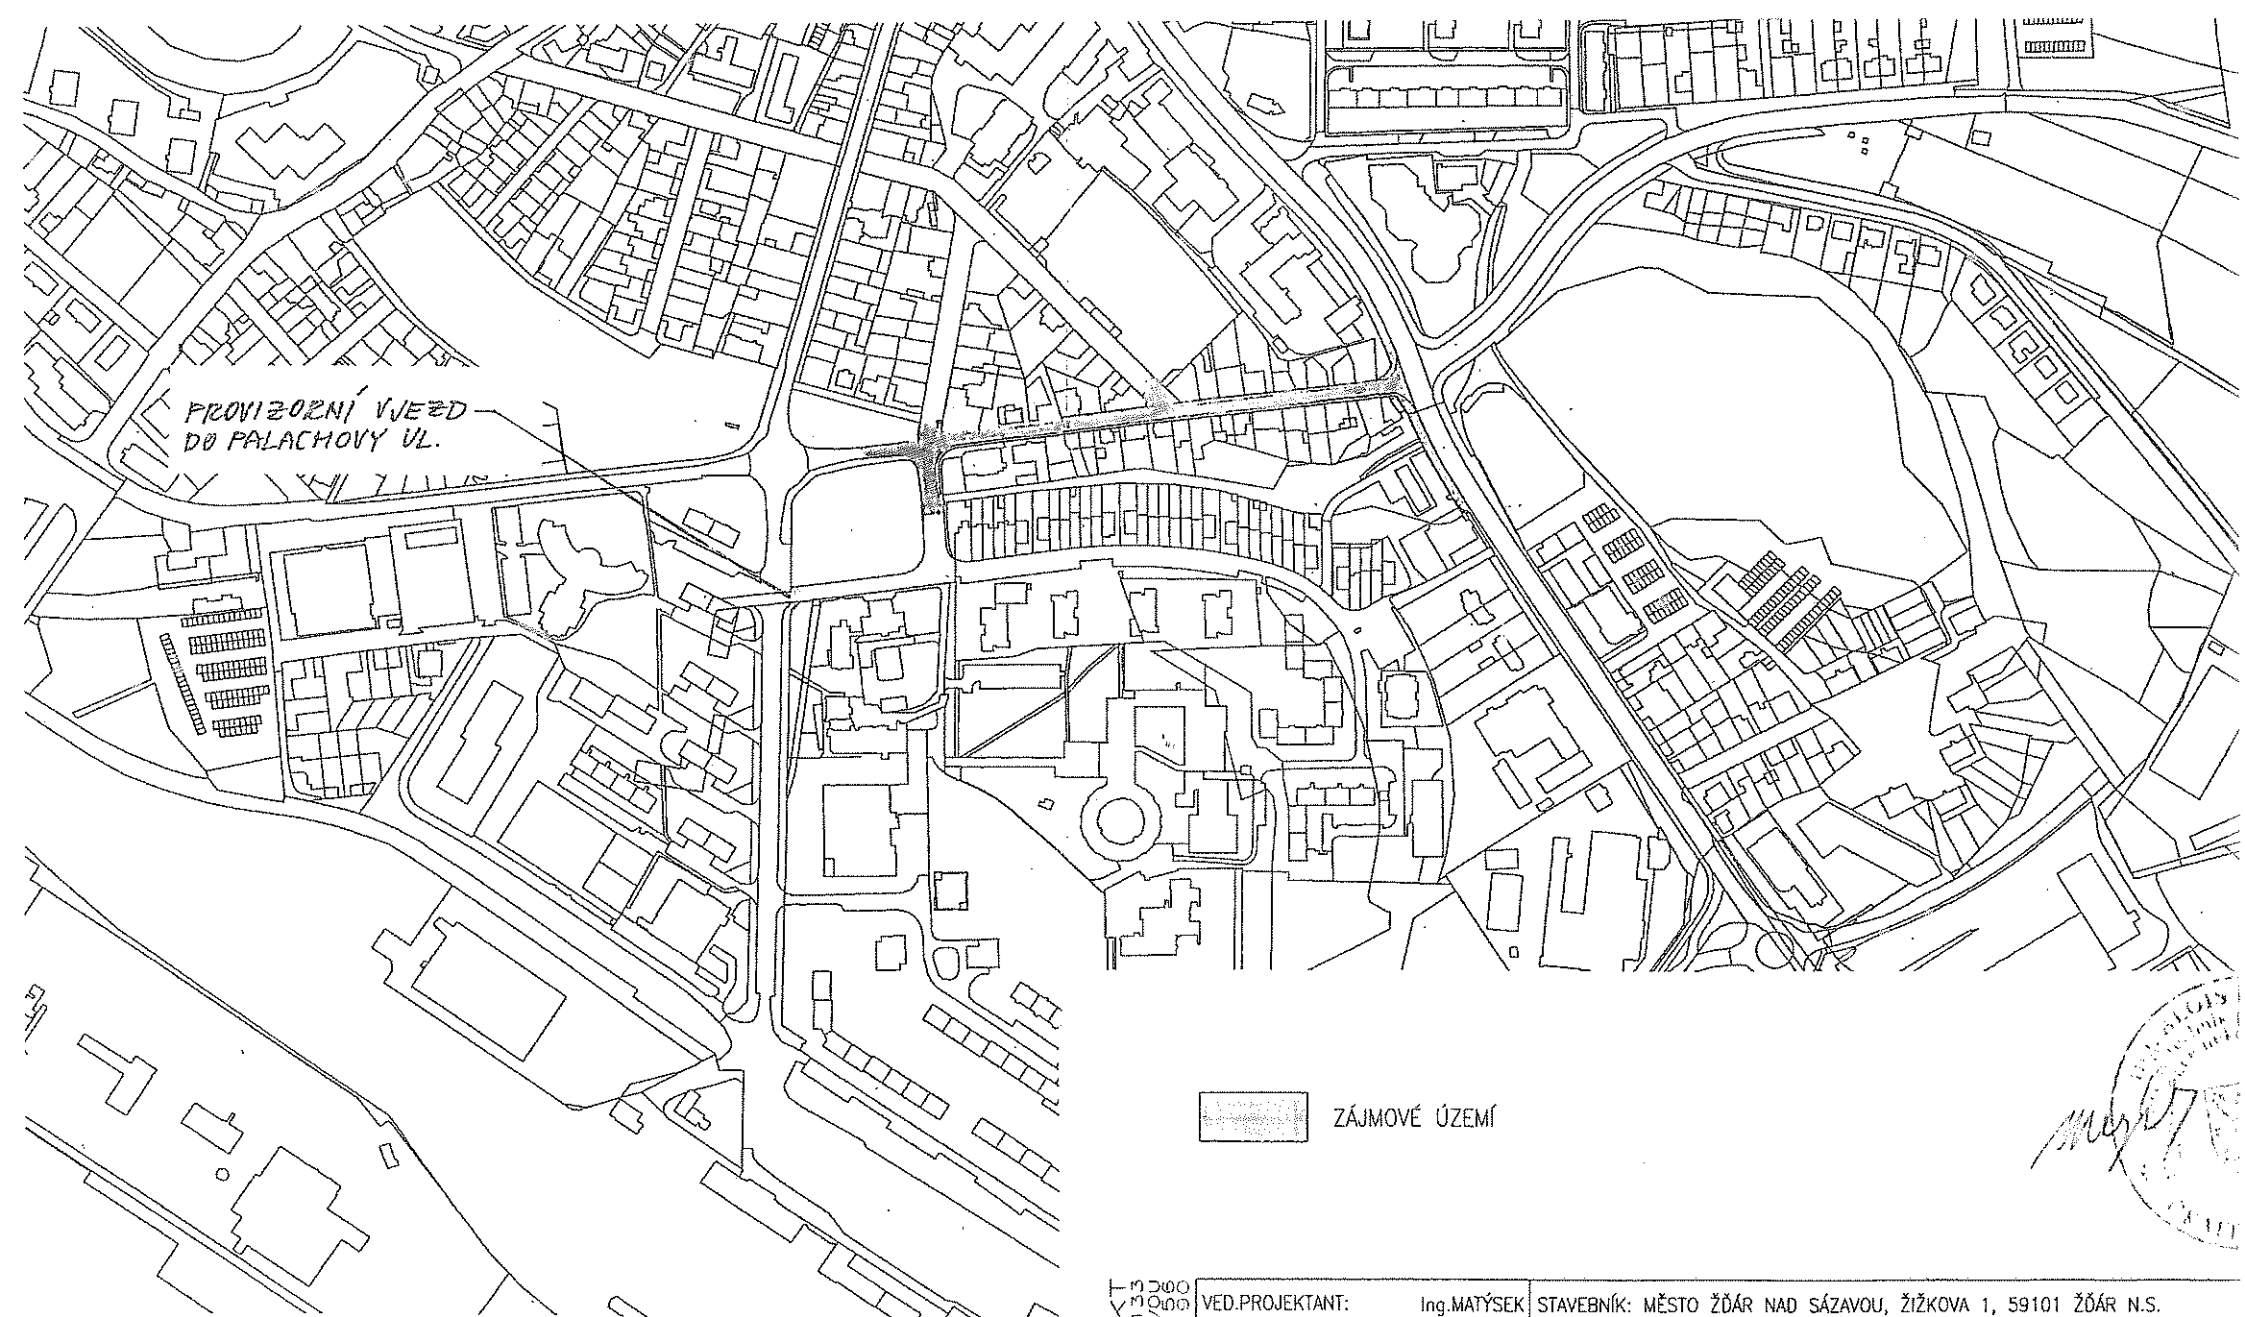 PROVIZORNÍ VJEZD
DO PALACHOVY UL.
ZÁJMOVÉ ÚZEMÍ
VED.PROJEKTANT: Ing.MATÝSEK STAVEBNÍK: MĚSTO ŽĎÁR NAD SÁZAVOU, ŽIŽKOVA 1, 59101 ŽĎÁR N.S.